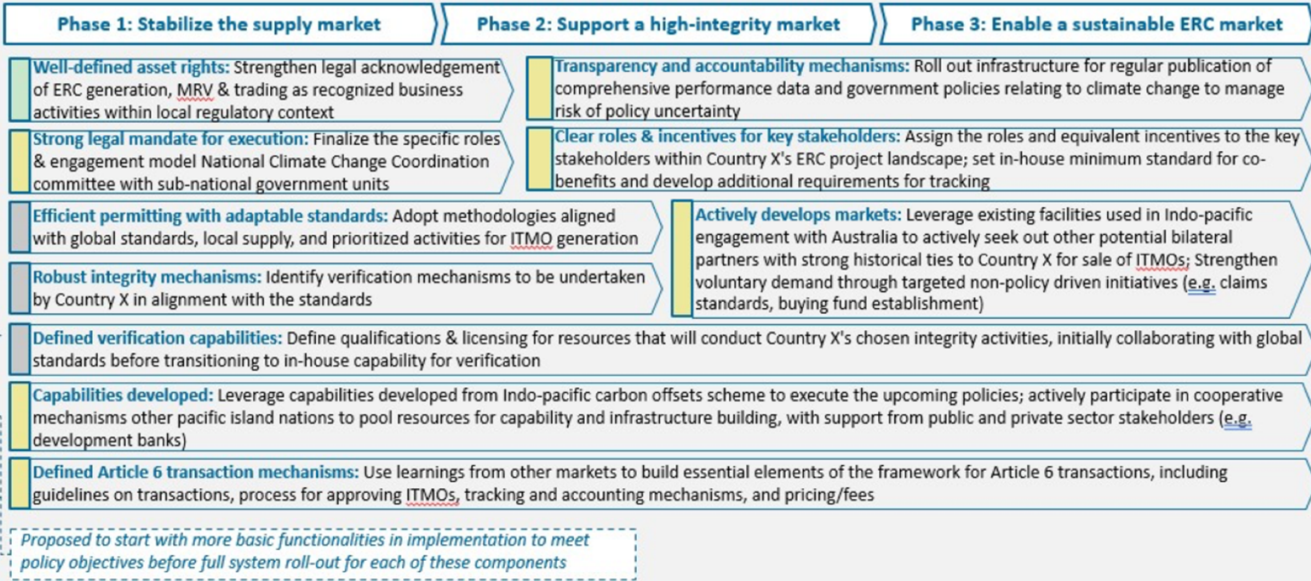 Phase 1: Stabilize the supply market
Phase 2: Support a high-integrity market
Phase 3: Enable a sustainable ERC market
Well-defined asset rights: Strengthen legal acknowledgement
of ERC generation, MRV & trading as recognized business
activities within local regulatory context
Transparency and accountability mechanisms: Roll out infrastructure for regular publication of
comprehensive performance data and government policies relating to climate change to manage
risk of policy uncertainty
Strong legal mandate for execution: Finalize the specific roles
& engagement model National Climate Change Coordination
committee with sub-national government units
Clear roles & incentives for key stakeholders: Assign the roles and equivalent incentives to the key
stakeholders within Country X's ERC project landscape; set in-house minimum standard for co-
benefits and develop additional requirements for tracking
Efficient permitting with adaptable standards: Adopt methodologies aligned
with global standards, local supply, and prioritized activities for ITMO generation
Robust integrity mechanisms: Identify verification mechanisms to be undertaken
by Country X in alignment with the standards
Actively develops markets: Leverage existing facilities used in Indo-pacific
engagement with Australia to actively seek out other potential bilateral
partners with strong historical ties to Country X for sale of ITMOs; Strengthen
voluntary demand through targeted non-policy driven initiatives (e.g. claims
standards, buying fund establishment)
Defined verification capabilities: Define qualifications & licensing for resources that will conduct Country X's chosen integrity activities, initially collaborating with global
standards before transitioning to in-house capability for verification
Capabilities developed: Leverage capabilities developed from Indo-pacific carbon offsets scheme to execute the upcoming policies; actively participate in cooperative
mechanisms other pacific island nations to pool resources for capability and infrastructure building, with support from public and private sector stakeholders (e.g.
development banks)
Defined Article 6 transaction mechanisms: Use learnings from other markets to build essential elements of the framework for Article 6 transactions, including
guidelines on transactions, process for approving ITMOs, tracking and accounting mechanisms, and pricing/fees
Proposed to start with more basic functionalities in implementation to meet
policy objectives before full system roll-out for each of these components